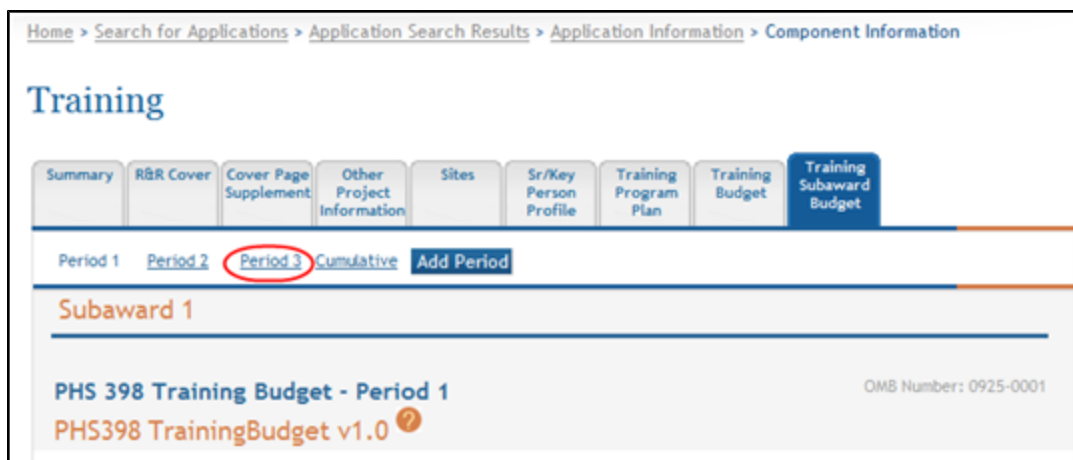 Home > Search for Applications > Application Search Results > Application Information > Component Information
Training
Summary
R&R Cover
Cover Page
Supplement
Other
Project
Information
Sites
Sr/Key
Person
Profile
Training
Program
Plan
Training
Budget
Training
Subaward
Budget
Period 1 Period 2 Period 3 Cumulative Add Period
Subaward 1
PHS 398 Training Budget - Period 1
OMB Number: 0925-0001
PHS398 TrainingBudget v1.0 ?